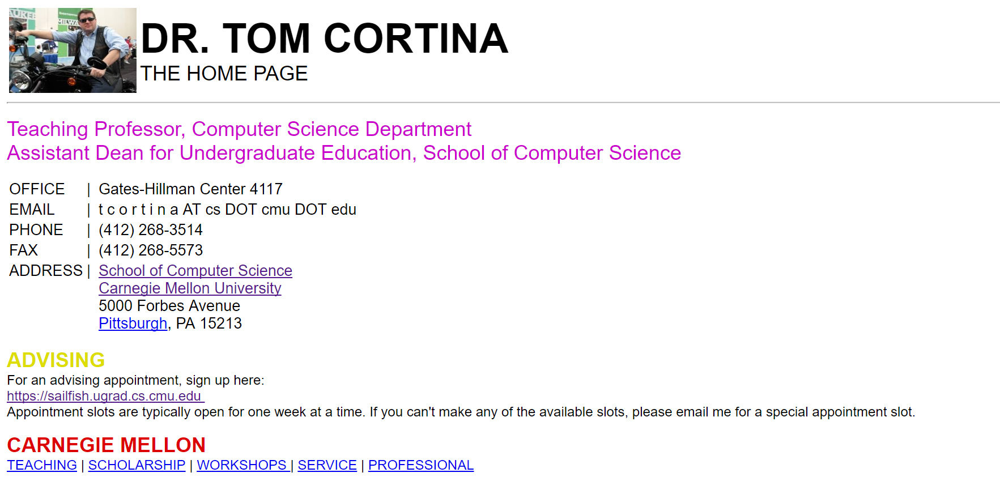 AUKEE
MILWA
DR. TOM CORTINA
THE HOME PAGE
Teaching Professor, Computer Science Department
Assistant Dean for Undergraduate Education, School of Computer Science
OFFICE | Gates-Hillman Center 4117
EMAIL | t c o r t i n a AT cs DOT cmu DOT edu
PHONE | (412) 268-3514
FAX | (412) 268-5573
ADDRESS | School of Computer Science
Carnegie Mellon University
5000 Forbes Avenue
Pittsburgh, PA 15213
ADVISING
For an advising appointment, sign up here:
https://sailfish.ugrad.cs.cmu.edu
Appointment slots are typically open for one week at a time. If you can't make any of the available slots, please email me for a special appointment slot.
CARNEGIE MELLON
TEACHING | SCHOLARSHIP | WORKSHOPS | SERVICE | PROFESSIONAL